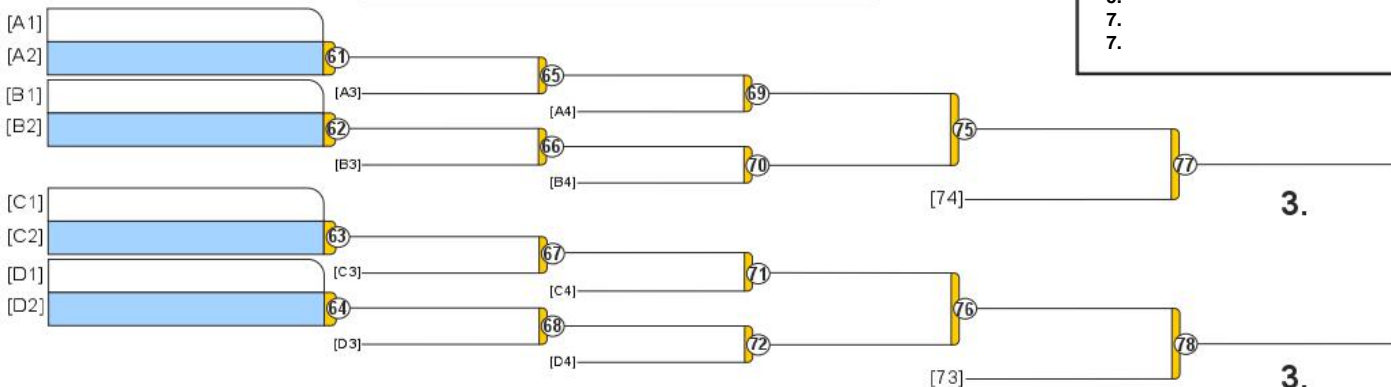 [A1]
[A2]
61
[A3]
65
[A4]
69
[B1]
[B2]
62
[B3]
66
[B4]
70
75
[74]
77
3.
[C1]
[C2]
63
[C3]
67
[C4]
71
[D1]
[D2]
64
[D3]
68
[D4]
72
76
[73]
78
3.
7.
7.